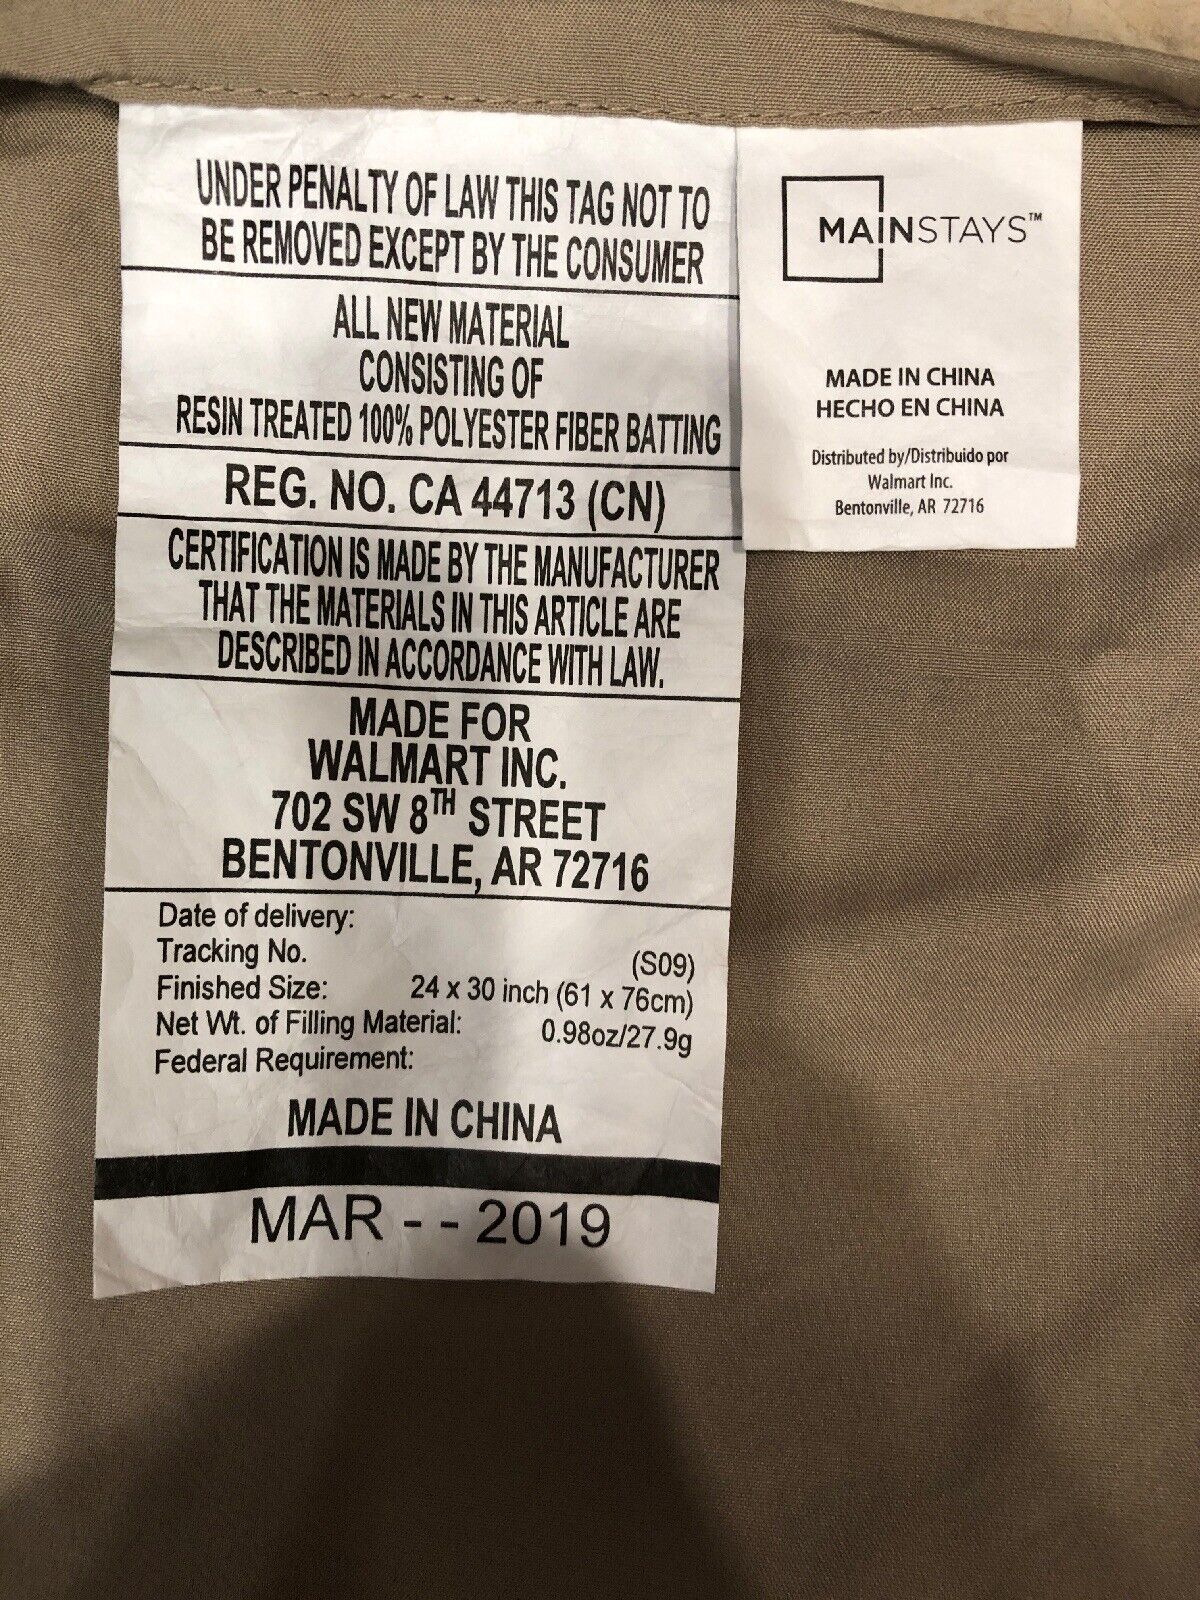 UNDER PENALTY OF LAW THIS TAG NOT TO
BE REMOVED EXCEPT BY THE CONSUMER
ALL NEW MATERIAL
CONSISTING OF
RESIN TREATED 100% POLYESTER FIBER BATTING
REG. NO. CA 44713 (CN)
CERTIFICATION IS MADE BY THE MANUFACTURER
THAT THE MATERIALS IN THIS ARTICLE ARE
DESCRIBED IN ACCORDANCE WITH LAW.
MADE FOR
WALMART INC.
702 SW 8TH STREET
BENTONVILLE, AR 72716
Date of delivery:
Tracking No. (S09)
Finished Size: 24 x 30 inch (61 x 76cm)
Net Wt. of Filling Material: 0.98oz/27.9g
Federal Requirement:
MADE IN CHINA
MAR - - 2019
MAINSTAYS™
MADE IN CHINA
HECHO EN CHINA
Distributed by/Distribuido por
Walmart Inc.
Bentonville, AR 72716